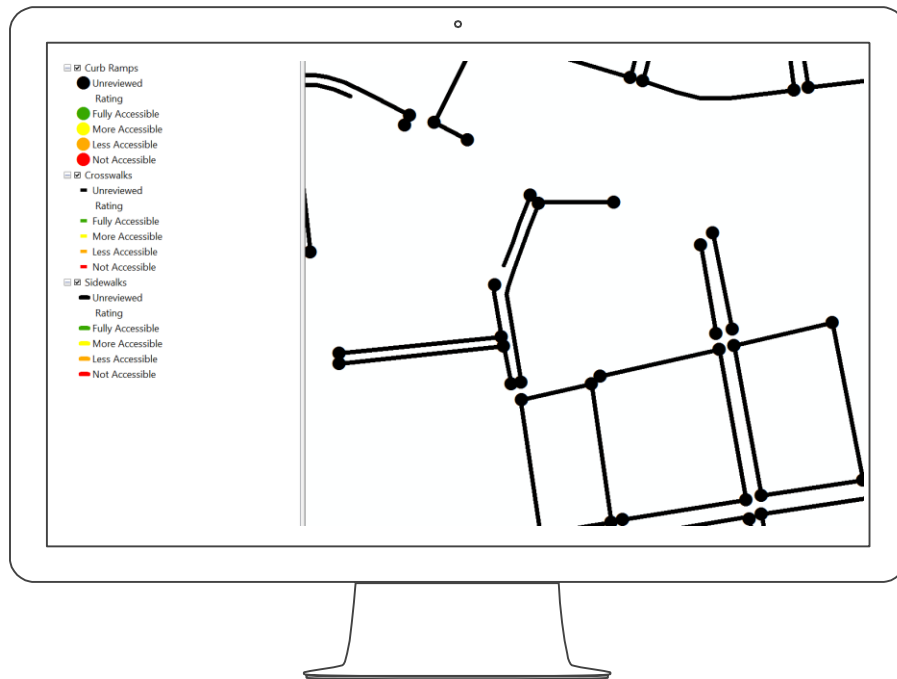 Curb Ramps
Unreviewed
Rating
Fully Accessible
More Accessible
Less Accessible
Not Accessible
Crosswalks
Unreviewed
Rating
Fully Accessible
More Accessible
Less Accessible
Not Accessible
Sidewalks
Unreviewed
Rating
Fully Accessible
More Accessible
Less Accessible
Not Accessible